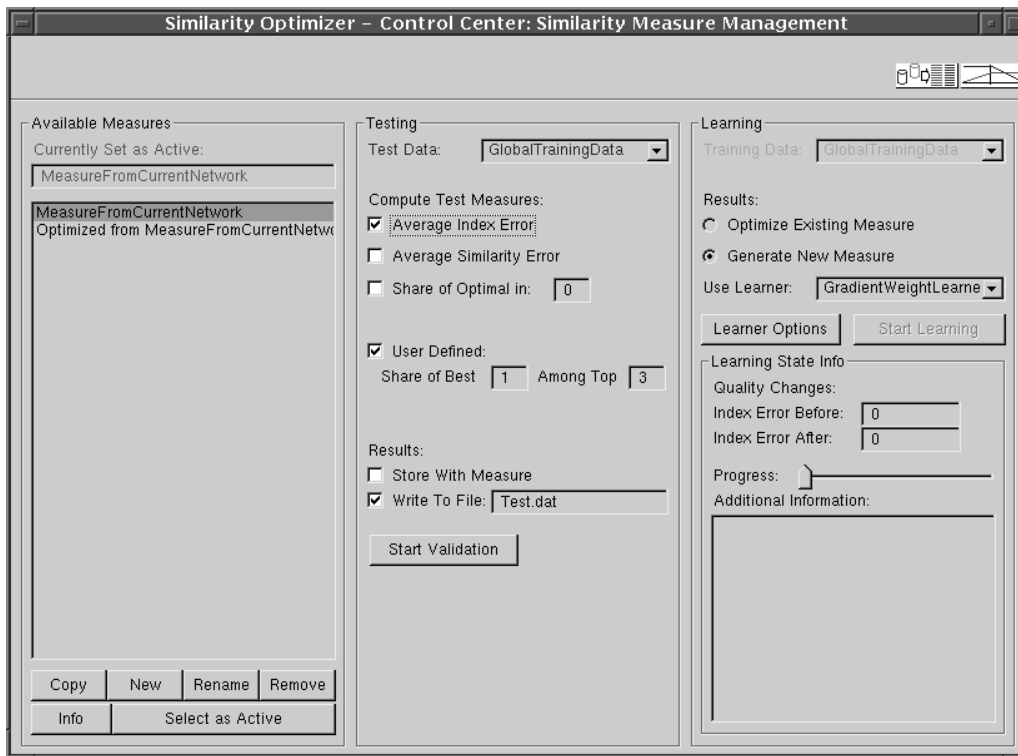 Similarity Optimizer – Control Center: Similarity Measure Management
Available Measures
Currently Set as Active:
MeasureFromCurrentNetwork
MeasureFromCurrentNetwork
Optimized from MeasureFromCurrentNetwo
Copy New Rename Remove
Info Select as Active
Testing
Test Data: GlobalTrainingData
Compute Test Measures:
Average Index Error
Average Similarity Error
Share of Optimal in: 0
User Defined:
Share of Best 1 Among Top 3
Results:
Store With Measure
Write To File: Test.dat
Start Validation
Learning
Training Data: GlobalTrainingData
Results:
Optimize Existing Measure
Generate New Measure
Use Learner: GradientWeightLearne
Learner Options Start Learning
Learning State Info
Quality Changes:
Index Error Before: 0
Index Error After: 0
Progress:
Additional Information: